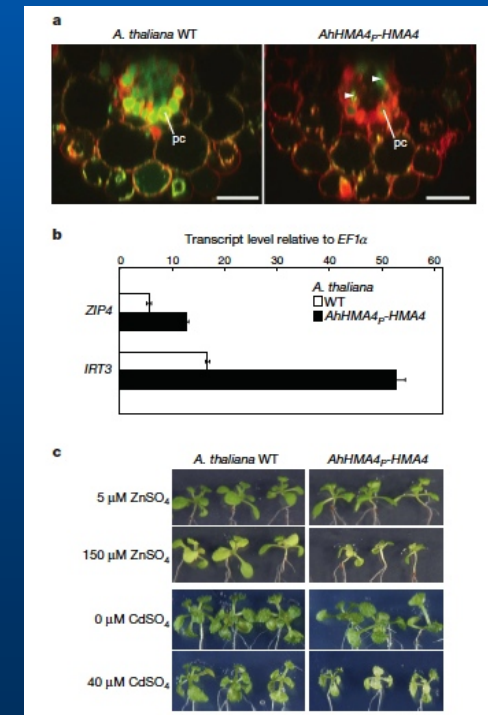 a
A. thaliana WT AhHMA4p-HMA4
pc pc
b
Transcript level relative to EF1α
0 10 20 30 40 50 60
A. thaliana
WT
AhHMA4p-HMA4
ZIP4
IRT3
c
A. thaliana WT AhHMA4p-HMA4
5 μM ZnSO4
150 μM ZnSO4
0 μM CdSO4
40 μM CdSO4